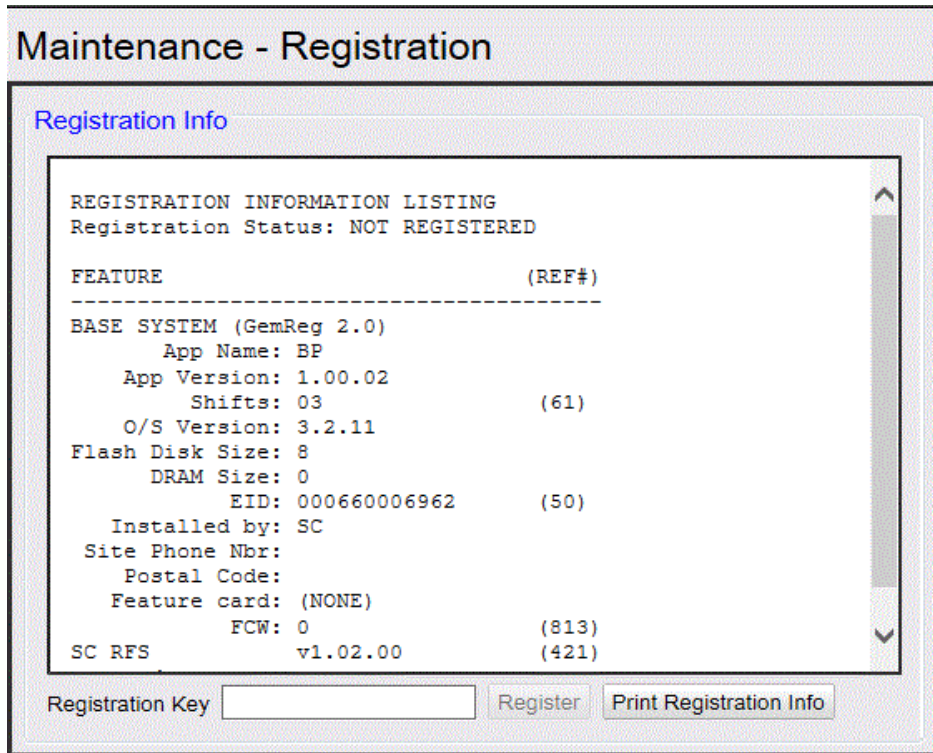 Maintenance - Registration
Registration Info
REGISTRATION INFORMATION LISTING
Registration Status: NOT REGISTERED
FEATURE (REF#)
----------------------------------------
BASE SYSTEM (GemReg 2.0)
App Name: BP
App Version: 1.00.02
Shifts: 03 (61)
O/S Version: 3.2.11
Flash Disk Size: 8
DRAM Size: 0
EID: 000660006962 (50)
Installed by: SC
Site Phone Nbr:
Postal Code:
Feature card: (NONE)
FCW: 0 (813)
SC RFS v1.02.00 (421)
Registration Key Register Print Registration Info